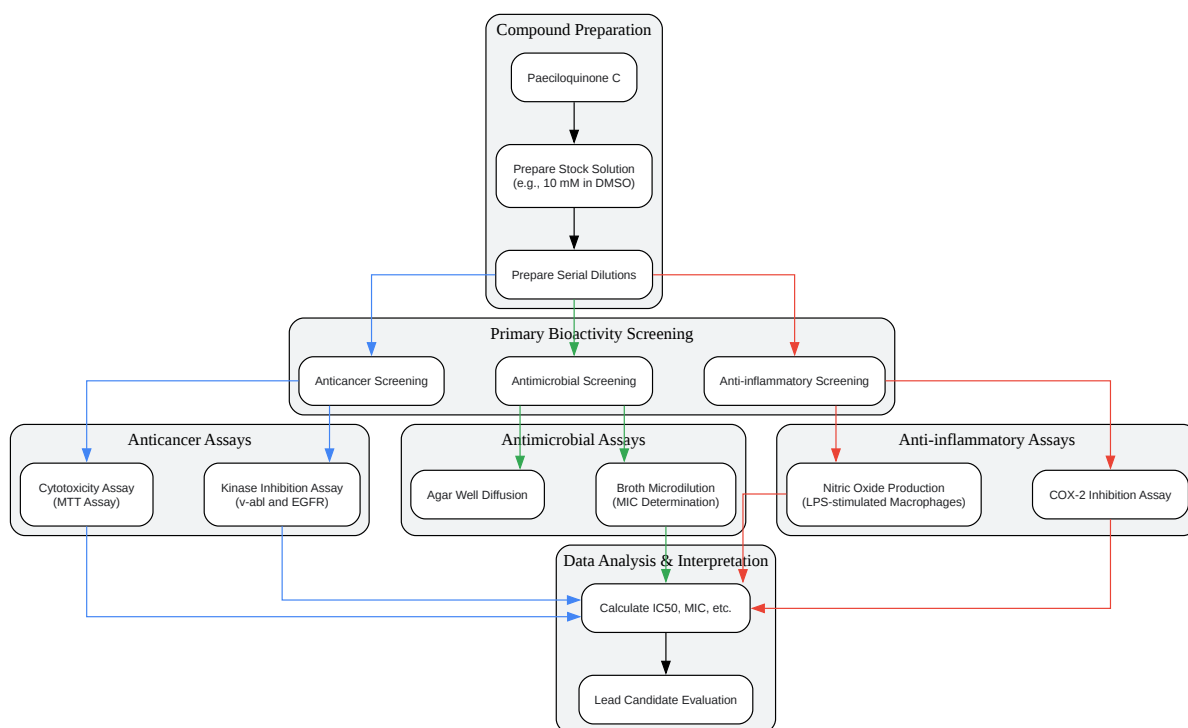 Compound Preparation
Paeciloquinone C
Prepare Stock Solution
(e.g., 10 mM in DMSO)
Prepare Serial Dilutions
Primary Bioactivity Screening
Anticancer Screening
Antimicrobial Screening
Anti-inflammatory Screening
Anticancer Assays
Cytotoxicity Assay
(MTT Assay)
Kinase Inhibition Assay
(v-abl and EGFR)
Antimicrobial Assays
Agar Well Diffusion
Broth Microdilution
(MIC Determination)
Anti-inflammatory Assays
Nitric Oxide Production
(LPS-stimulated Macrophages)
COX-2 Inhibition Assay
Data Analysis & Interpretation
Calculate IC50, MIC, etc.
Lead Candidate Evaluation